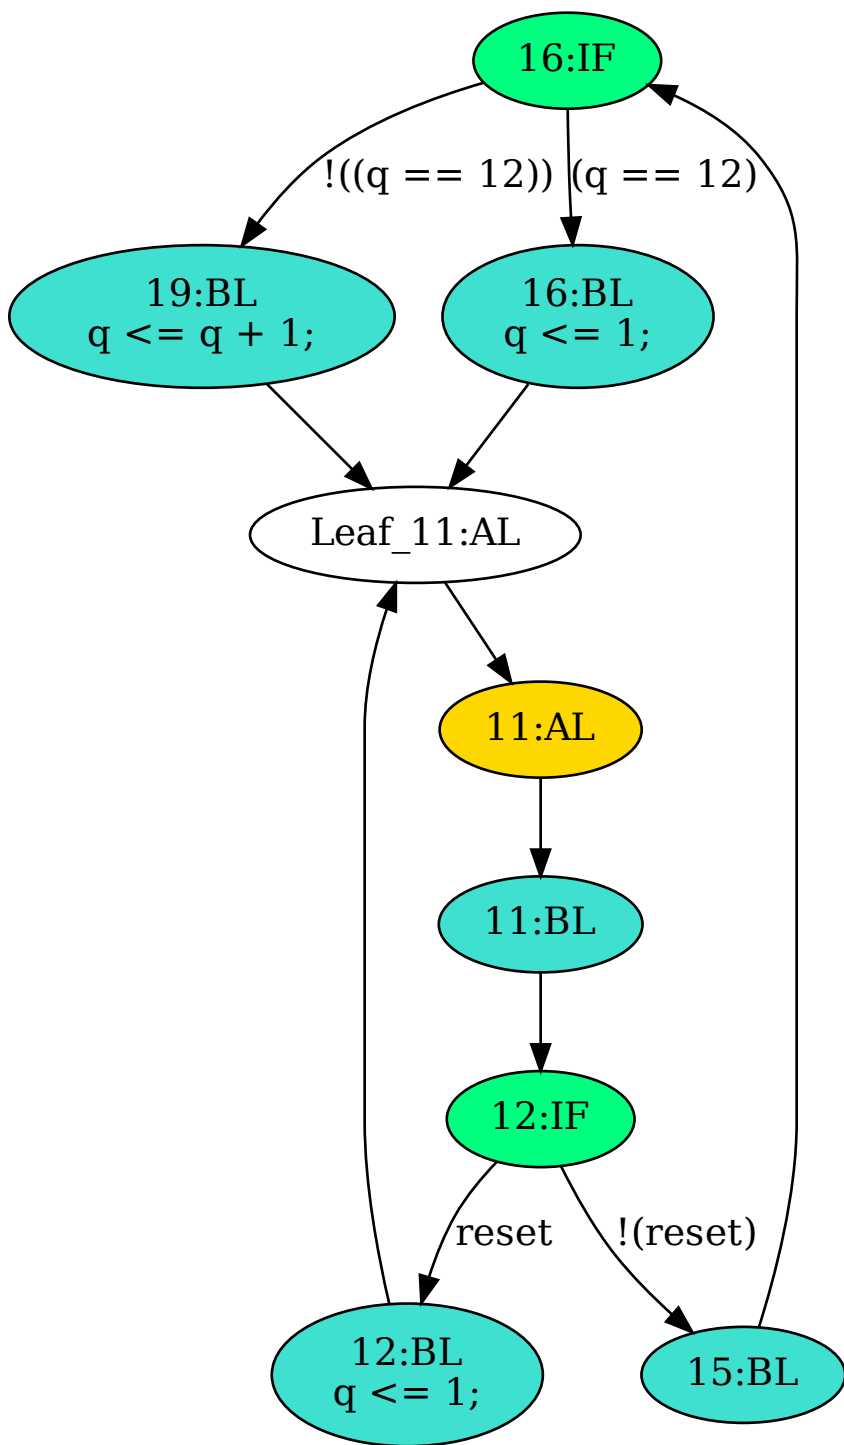 16:IF
!((q == 12))
(q == 12)
19:BL
q <= q + 1;
16:BL
q <= 1;
Leaf_11:AL
11:AL
11:BL
12:IF
reset
!(reset)
12:BL
q <= 1;
15:BL